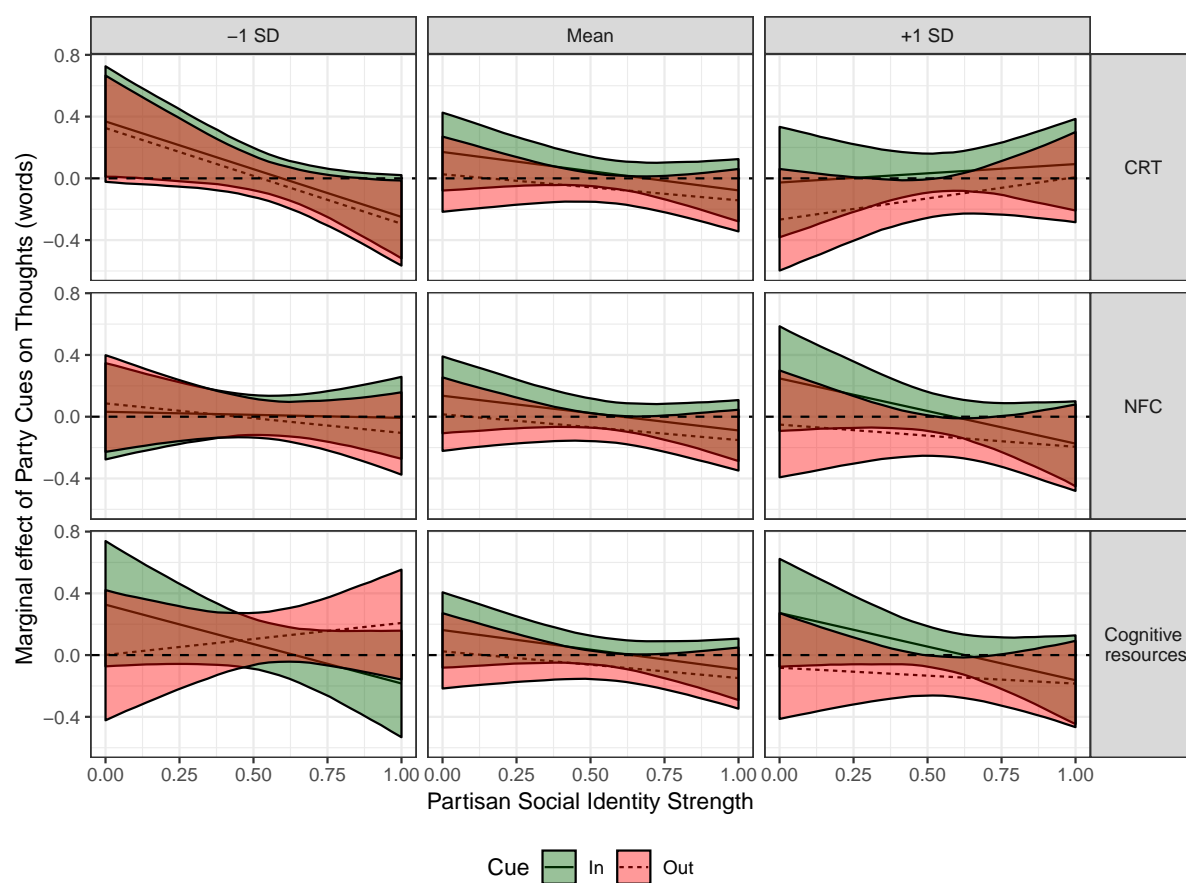 −1 SD
Mean
+1 SD
Marginal effect of Party Cues on Thoughts (words)
0.8
0.4
0.0
−0.4
CRT
0.8
0.4
0.0
−0.4
NFC
0.8
0.4
0.0
−0.4
Cognitive
resources
0.00 0.25 0.50 0.75 1.00 0.00 0.25 0.50 0.75 1.00 0.00 0.25 0.50 0.75 1.00
Partisan Social Identity Strength
Cue In Out